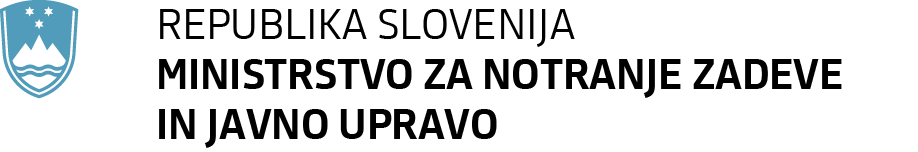 REPUBLIKA SLOVENIJA
MINISTRSTVO ZA NOTRANJE ZADEVE
IN JAVNO UPRAVO